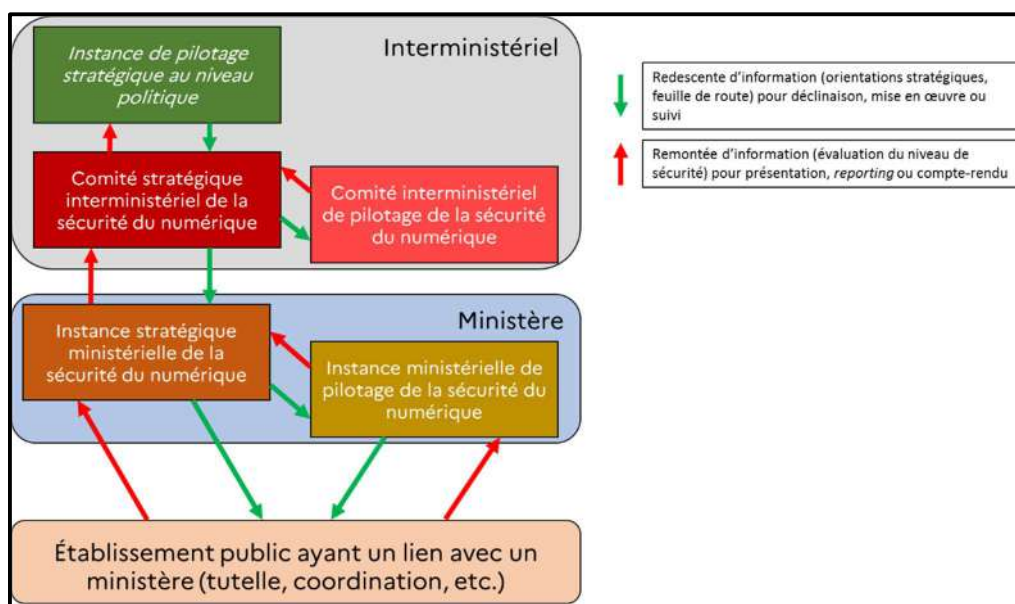 Interministériel
Instance de pilotage
stratégique au niveau
politique
Comité stratégique
interministériel de la
sécurité du numérique
Comité interministériel
de pilotage de la sécurité
du numérique
Ministère
Instance stratégique
ministérielle de la
sécurité du numérique
Instance ministérielle de
pilotage de la sécurité du
numérique
Établissement public ayant un lien avec un
ministère (tutelle, coordination, etc.)
Redescente d’information (orientations stratégiques,
feuille de route) pour déclinaison, mise en œuvre ou
suivi
Remontée d’information (évaluation du niveau de
sécurité) pour présentation, reporting ou compte-rendu